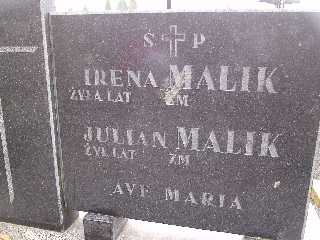 Ś P
IRENA MALIK
ŻYŁA LAT ZM
JULIAN MALIK
ŻYŁ LAT ZM
AVE MARIA